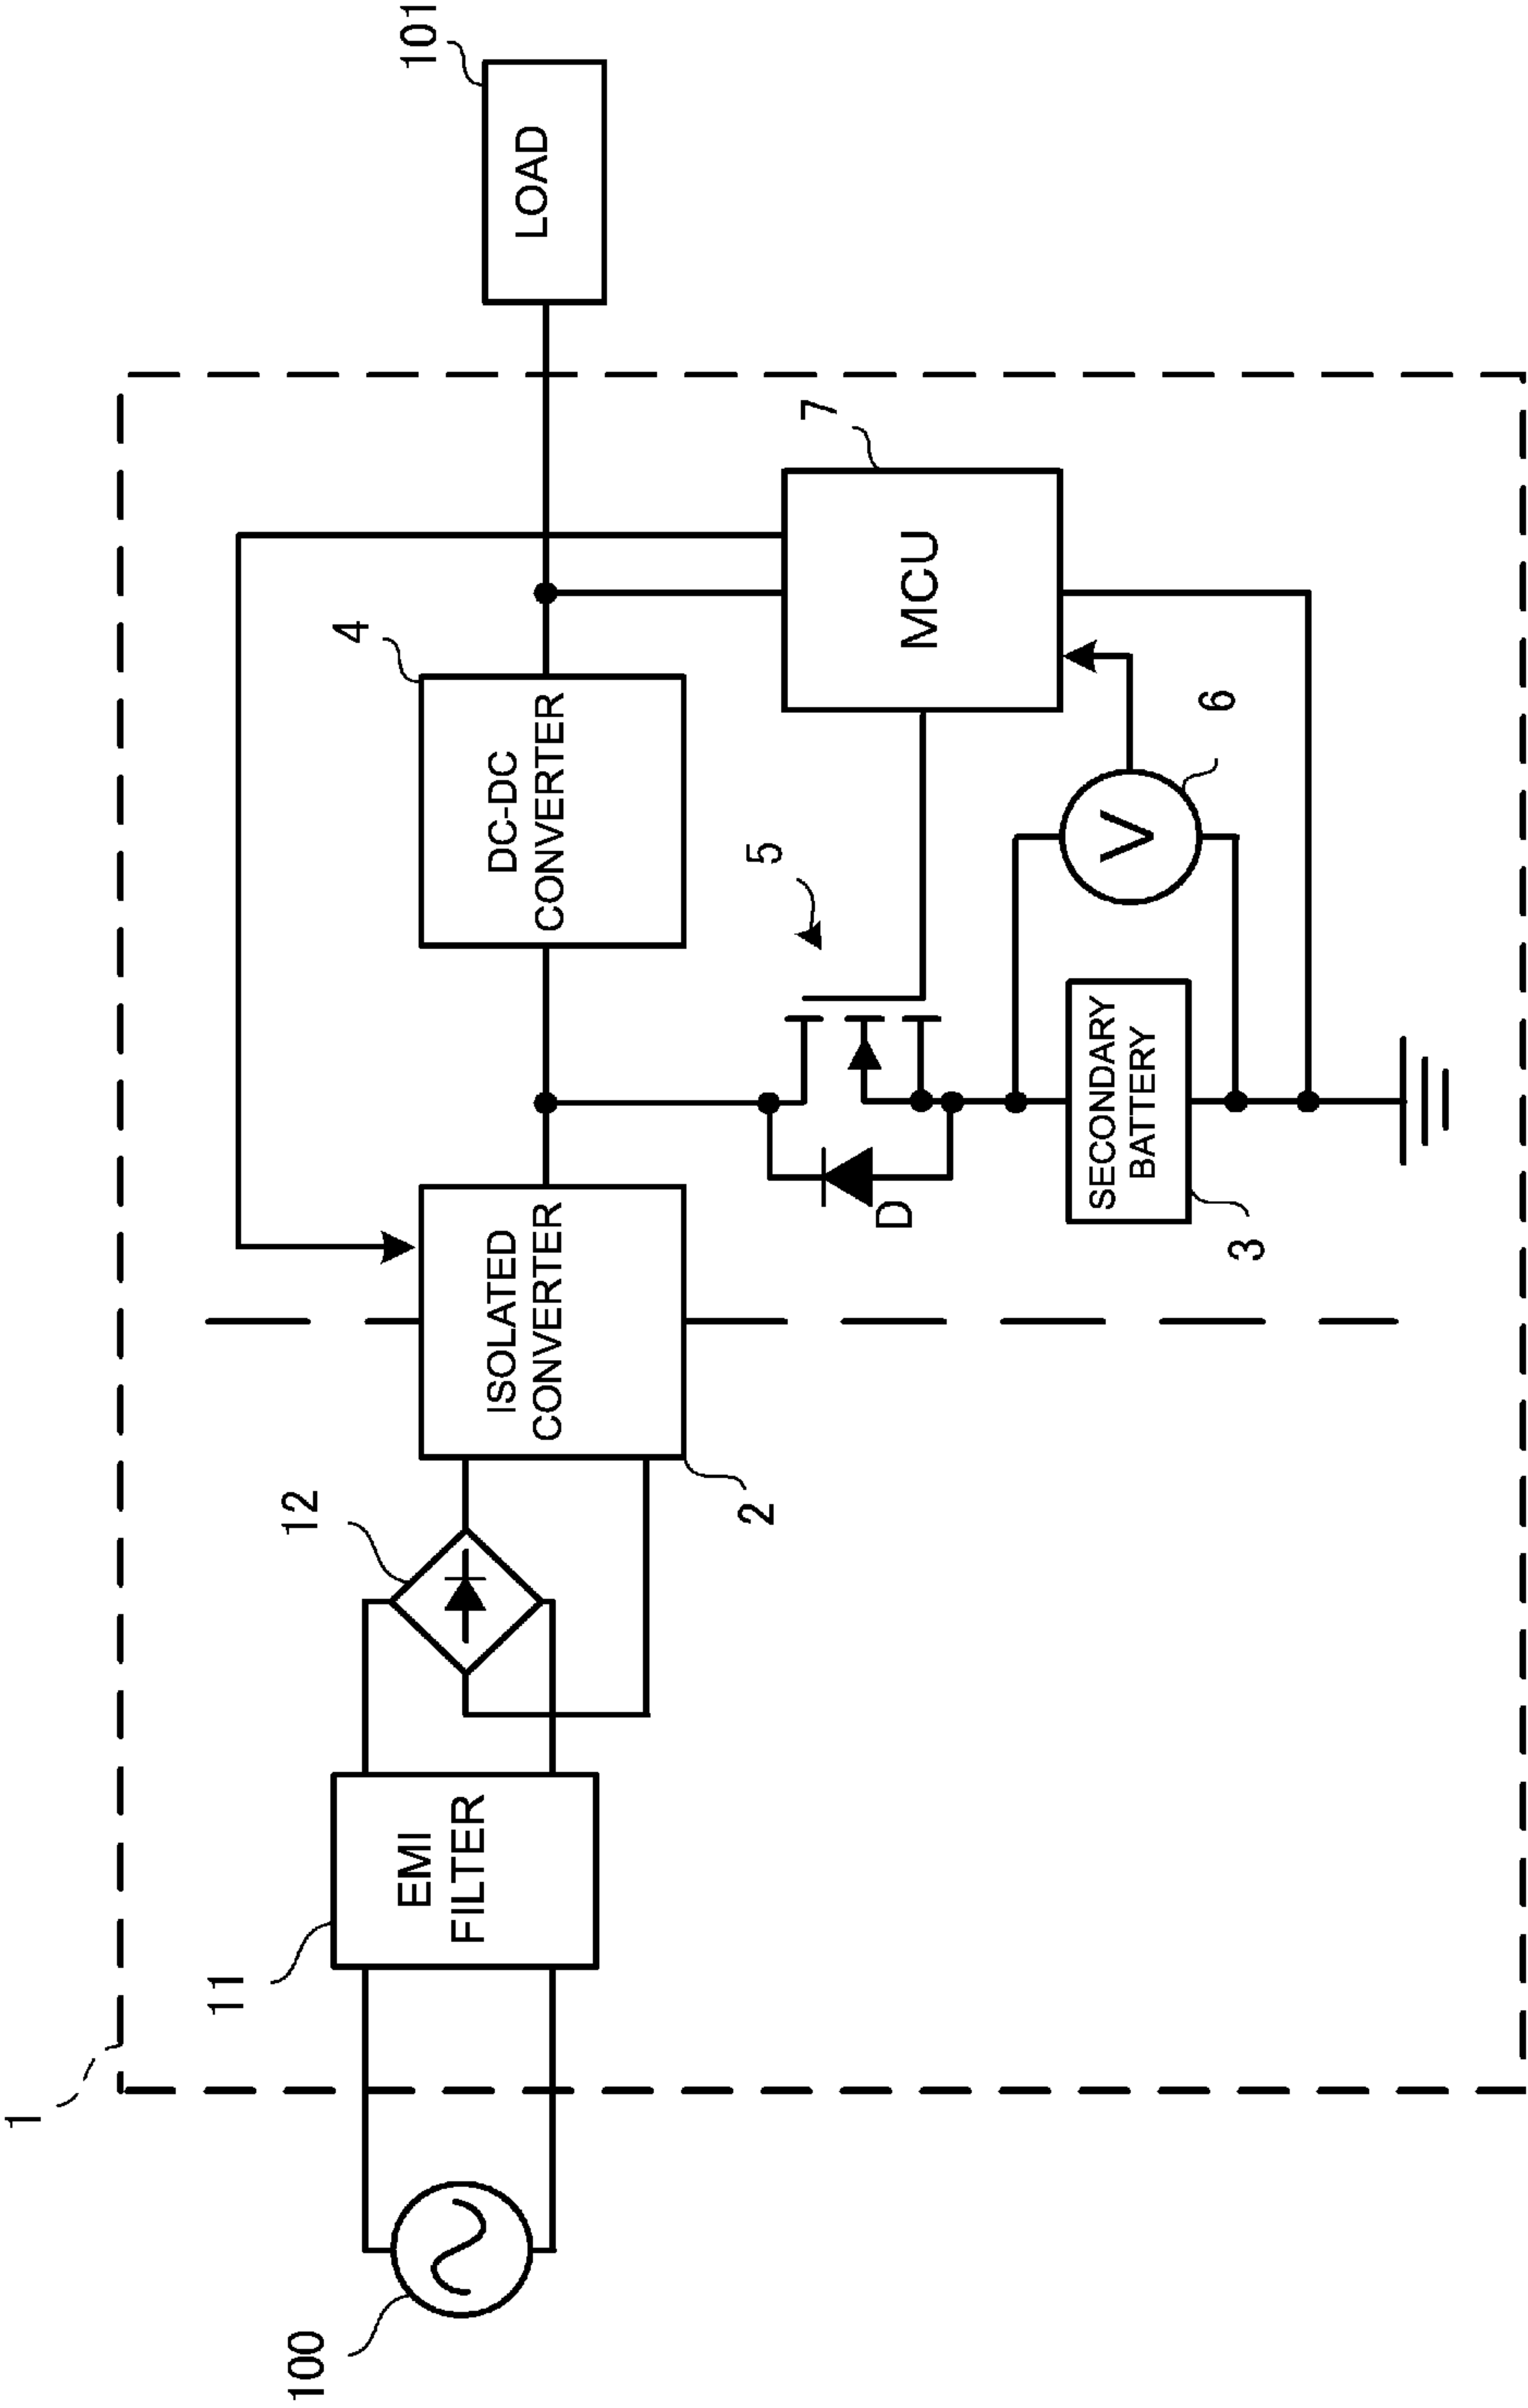 1
100
11
EMI
FILTER
12
2
ISOLATED
CONVERTER
4
DC-DC
CONVERTER
101
LOAD
5
D
7
MCU
6
V
3
SECONDARY
BATTERY